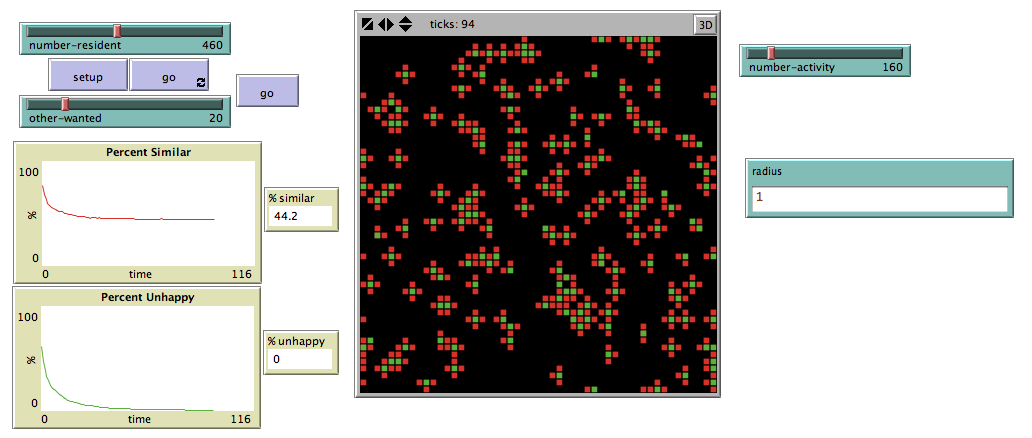 number-resident 460
setup
go
go
other-wanted 20
Percent Similar
100
%
0
0 time 116
% similar
44.2
Percent Unhappy
100
%
0
0 time 116
% unhappy
0
ticks: 94
3D
number-activity 160
radius
1